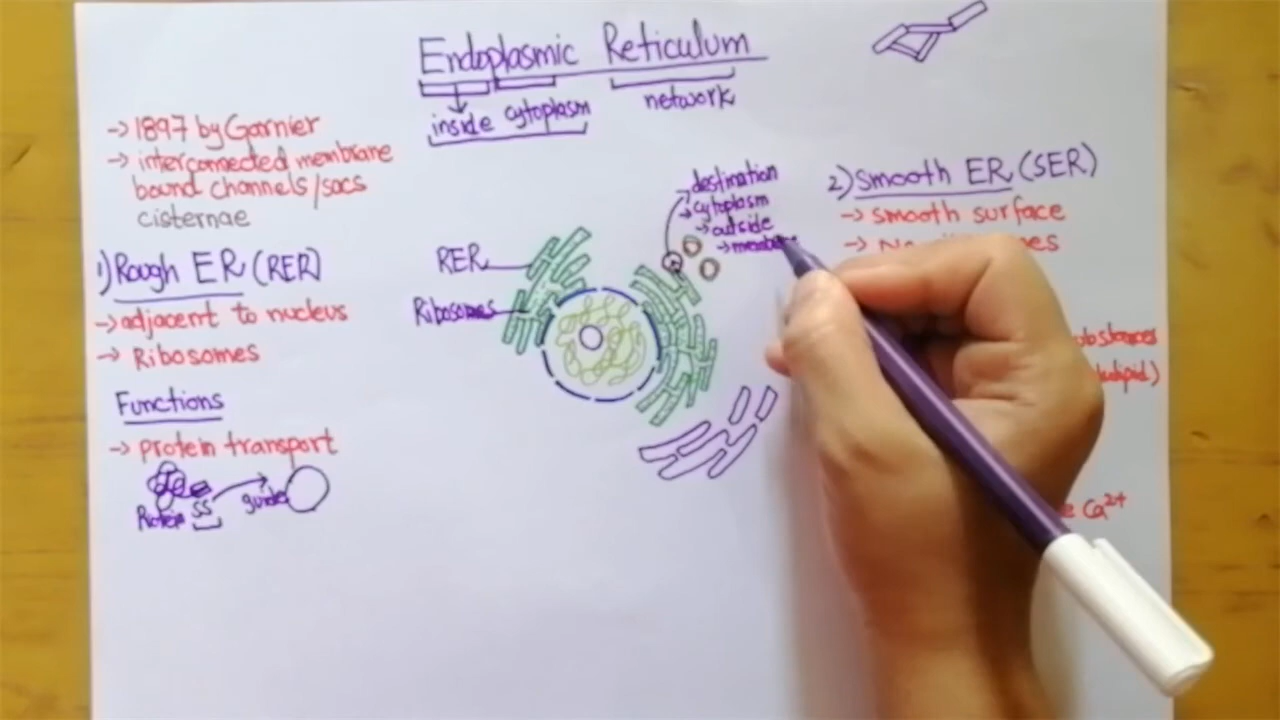 Endoplasmic Reticulum
inside cytoplasm
network
-> 1897 by Garnier
-> interconnected membrane
bound channels/sacs
cisternae
1) Rough ER (RER)
-> adjacent to nucleus
-> Ribosomes
Functions
-> protein transport
Protein SS guides
RER
Ribosomes
destination
-> cytoplasm
-> outside
->
2) Smooth ER (SER)
-> smooth surface
->
Ca2+